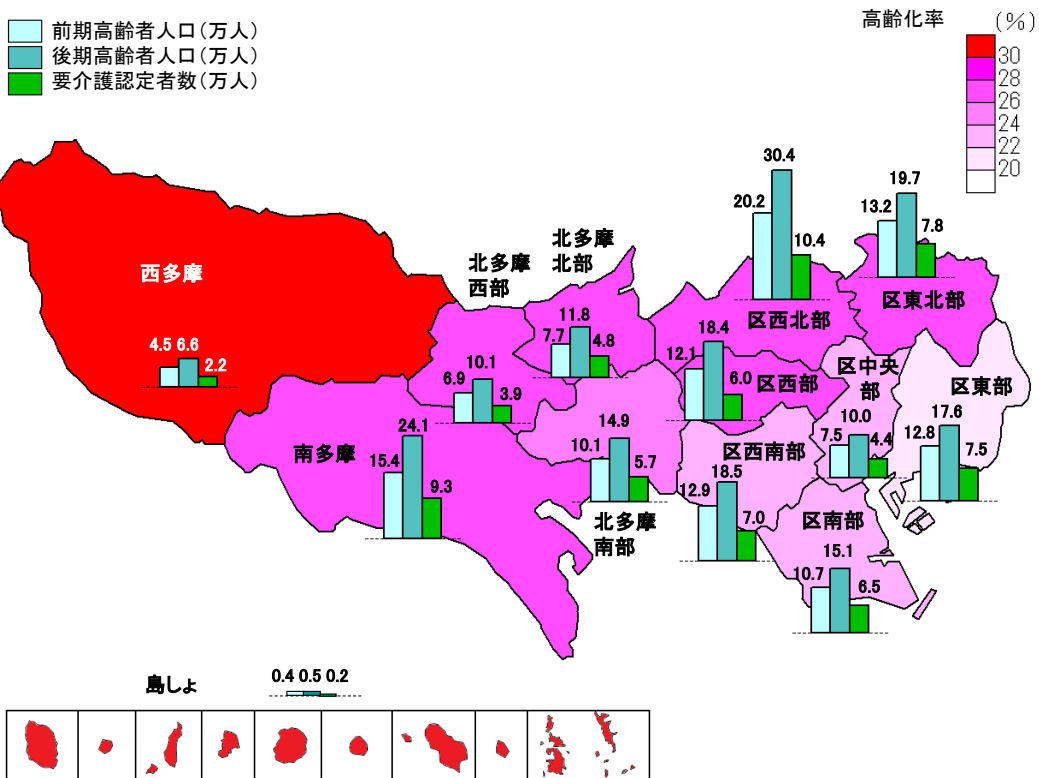 前期高齢者人口(万人)
後期高齢者人口(万人)
要介護認定者数(万人)
高齢化率 (%)
30
28
26
24
22
20
西多摩
4.5 6.6 2.2
北多摩
西部
6.9 10.1 3.9
北多摩
北部
7.7 11.8 4.8
区西北部
20.2 30.4 10.4
区東北部
13.2 19.7 7.8
区西部
12.1 18.4 6.0
区中央
部
7.5 10.0 4.4
区東部
12.8 17.6 7.5
南多摩
15.4 24.1 9.3
北多摩
南部
10.1 14.9 5.7
区西南部
12.9 18.5 7.0
区南部
10.7 15.1 6.5
島しょ
0.4 0.5 0.2